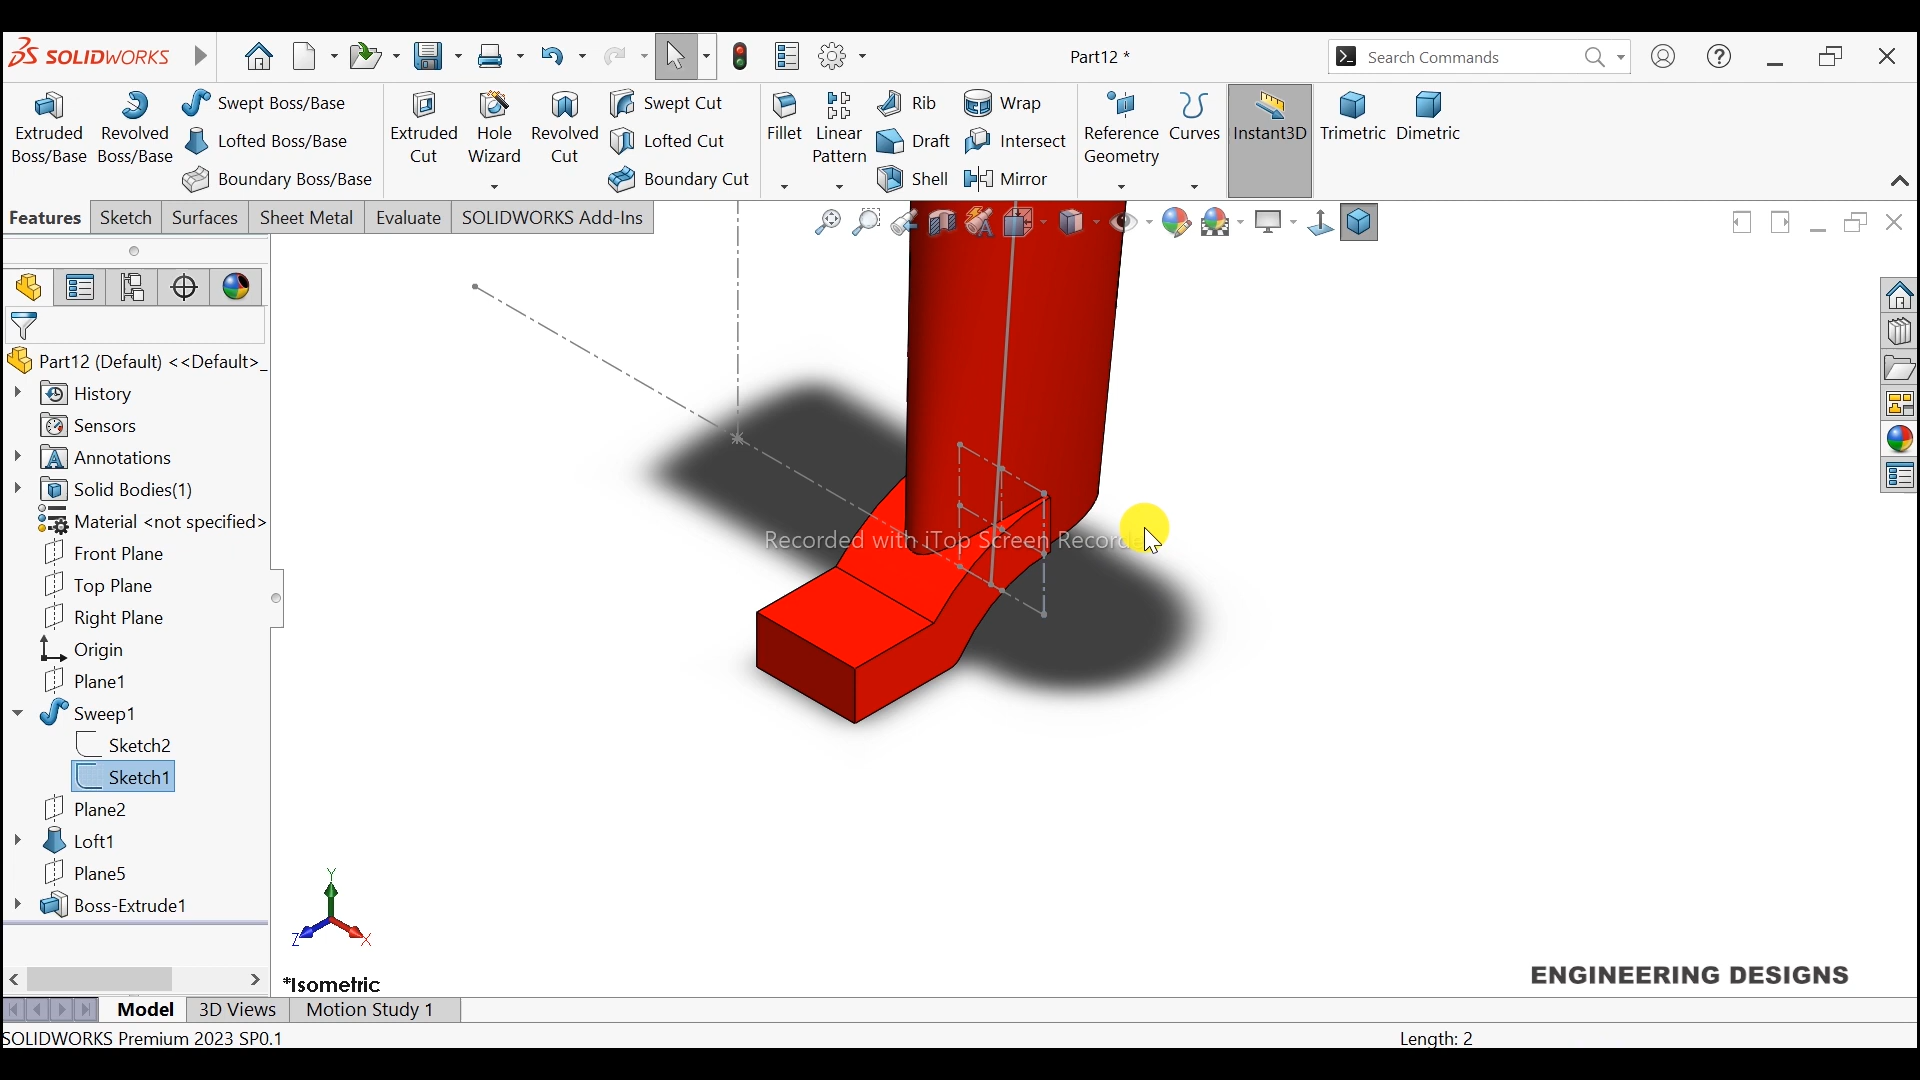 SOLIDWORKS
Part12 *
Search Commands
Extruded Boss/Base
Revolved Boss/Base
Swept Boss/Base
Lofted Boss/Base
Boundary Boss/Base
Extruded Cut
Hole Wizard
Revolved Cut
Swept Cut
Lofted Cut
Boundary Cut
Fillet
Linear Pattern
Rib
Draft
Shell
Wrap
Intersect
Mirror
Reference Geometry
Curves
Instant3D
Trimetric
Dimetric
Features
Sketch
Surfaces
Sheet Metal
Evaluate
SOLIDWORKS Add-Ins
Part12 (Default) <<Default>_
History
Sensors
Annotations
Solid Bodies(1)
Material <not specified>
Front Plane
Top Plane
Right Plane
Origin
Plane1
Sweep1
Sketch2
Sketch1
Plane2
Loft1
Plane5
Boss-Extrude1
Recorded with iTop Screen Recorde
Y
Z
X
*Isometric
ENGINEERING DESIGNS
Model
3D Views
Motion Study 1
SOLIDWORKS Premium 2023 SP0.1
Length: 2